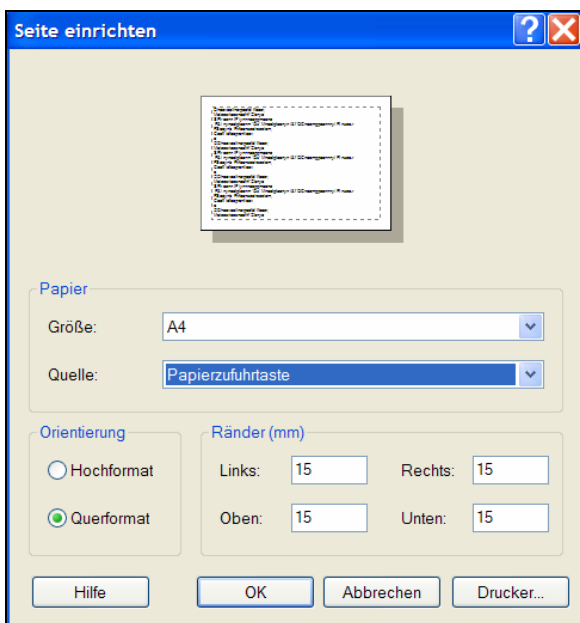 Seite einrichten
Papier
Größe: A4
Quelle: Papierzufuhrtaste
Orientierung
Hochformat
Querformat
Ränder (mm)
Links: 15 Rechts: 15
Oben: 15 Unten: 15
Hilfe OK Abbrechen Drucker...